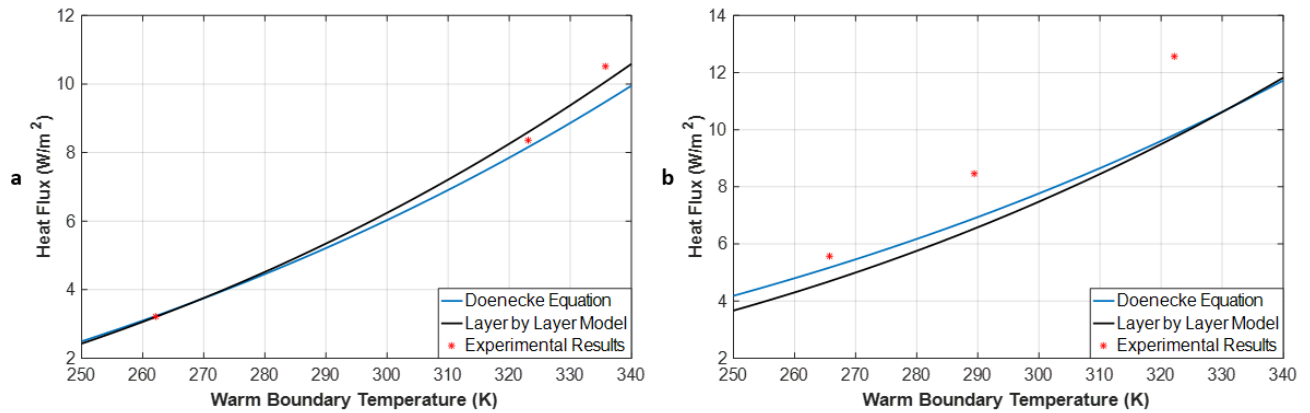 a
Heat Flux (W/m²)
12
10
8
6
4
2
250 260 270 280 290 300 310 320 330 340
Warm Boundary Temperature (K)
Doenecke Equation
Layer by Layer Model
Experimental Results
b
Heat Flux (W/m²)
14
12
10
8
6
4
2
250 260 270 280 290 300 310 320 330 340
Warm Boundary Temperature (K)
Doenecke Equation
Layer by Layer Model
Experimental Results